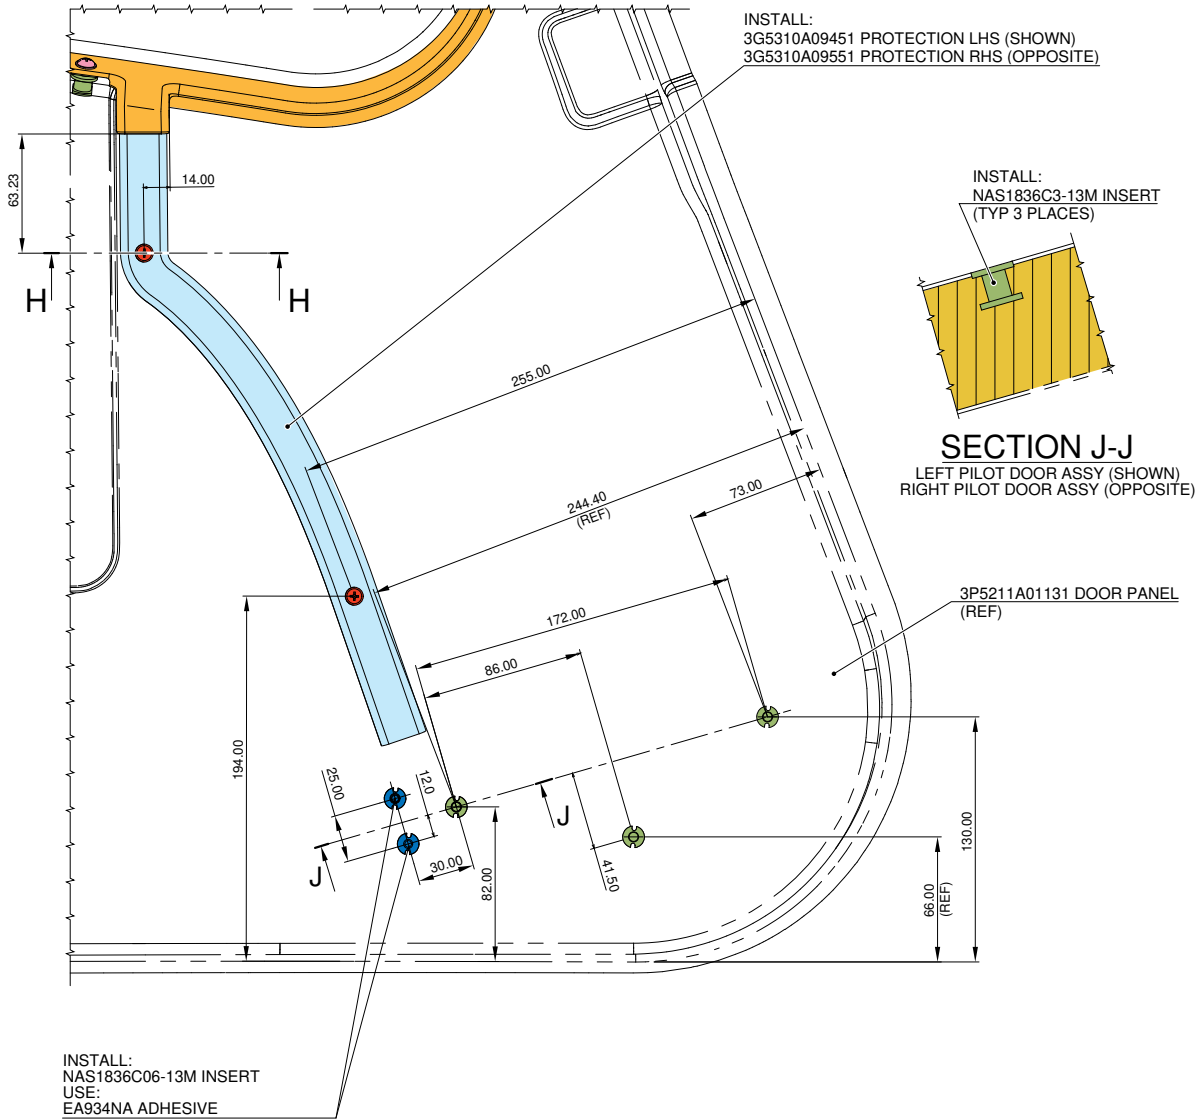 INSTALL:
3G5310A09451 PROTECTION LHS (SHOWN)
3G5310A09551 PROTECTION RHS (OPPOSITE)
63.23
14.00
INSTALL:
NAS1836C3-13M INSERT
(TYP 3 PLACES)
H
H
255.00
SECTION J-J
LEFT PILOT DOOR ASSY (SHOWN)
RIGHT PILOT DOOR ASSY (OPPOSITE)
244.40
(REF)
73.00
3P5211A01131 DOOR PANEL
(REF)
172.00
86.00
194.00
25.00
12.0
J
J
30.00
82.00
41.50
66.00
(REF)
130.00
INSTALL:
NAS1836C06-13M INSERT
USE:
EA934NA ADHESIVE